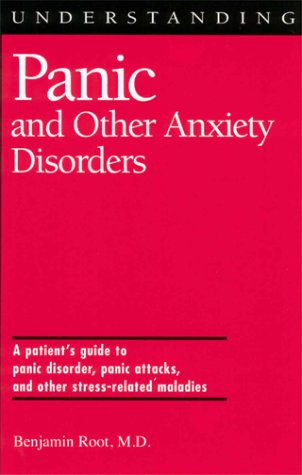 UNDERSTANDING
Panic
and Other Anxiety
Disorders
A patient's guide to
panic disorder, panic attacks,
and other stress-related maladies
Benjamin Root, M.D.